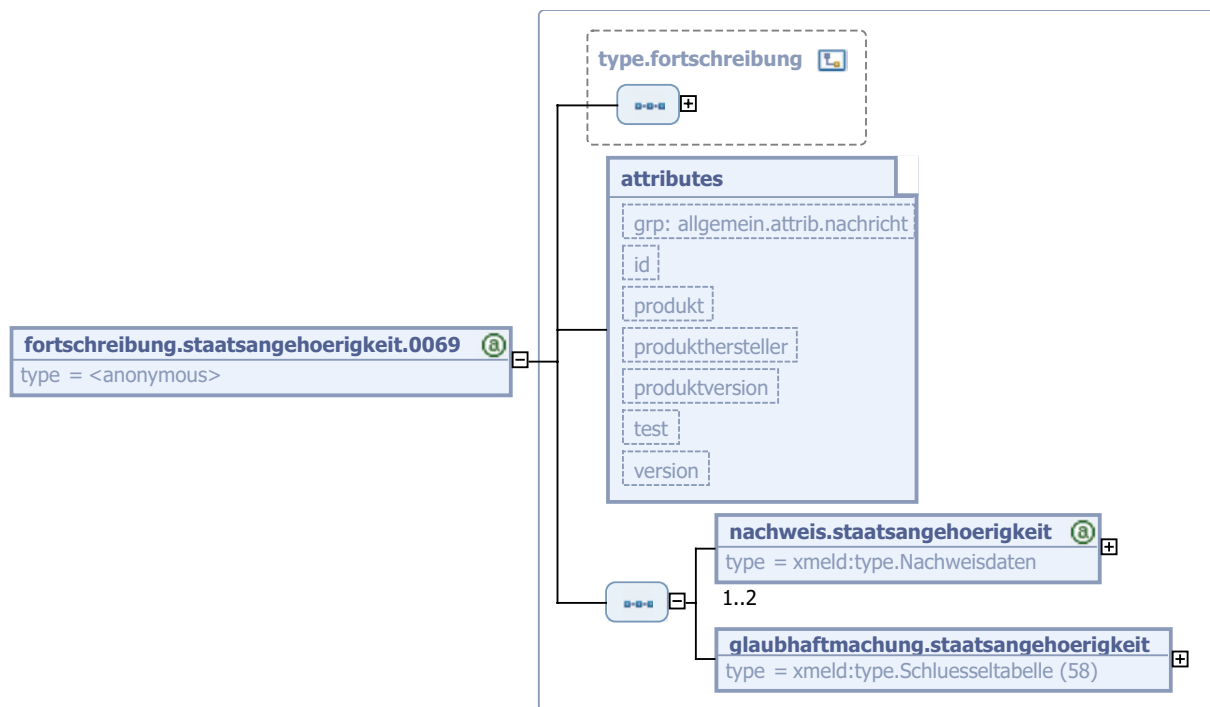 type.fortschreibung
attributes
grp: allgemein.attrib.nachricht
id
produkt
produkthersteller
produktversion
test
version
fortschreibung.staatsangehoerigkeit.0069 @
type = <anonymous>
nachweis.staatsangehoerigkeit @
type = xmeld:type.Nachweisdaten
1..2
glaubhaftmachung.staatsangehoerigkeit
type = xmeld:type.Schluesseltabelle (58)